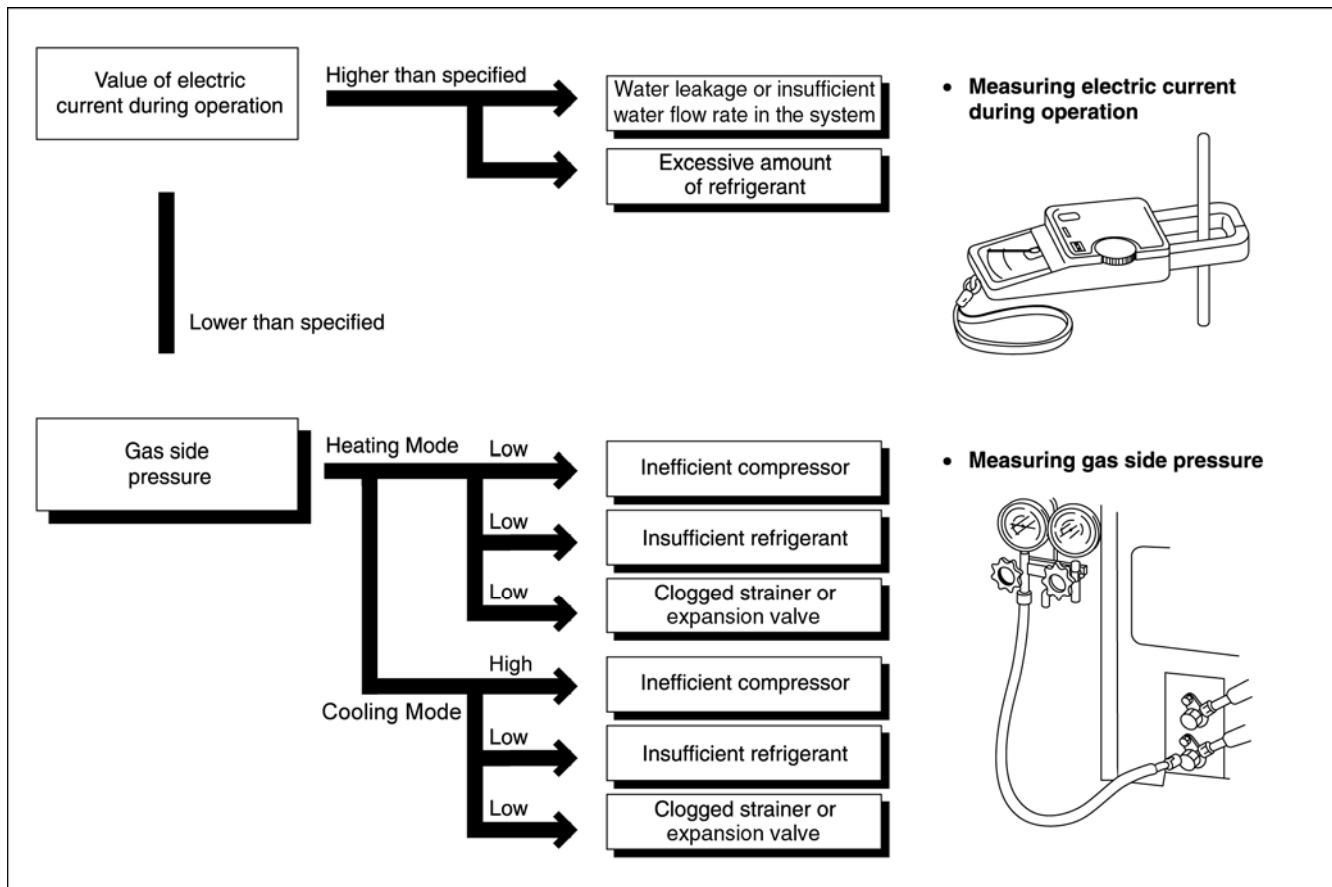 Value of electric
current during operation
Higher than specified
Water leakage or insufficient
water flow rate in the system
Excessive amount
of refrigerant
• Measuring electric current
during operation
Lower than specified
Gas side
pressure
Heating Mode
Low
Inefficient compressor
Low
Insufficient refrigerant
Low
Clogged strainer or
expansion valve
High
Inefficient compressor
Cooling Mode
Low
Insufficient refrigerant
Low
Clogged strainer or
expansion valve
• Measuring gas side pressure